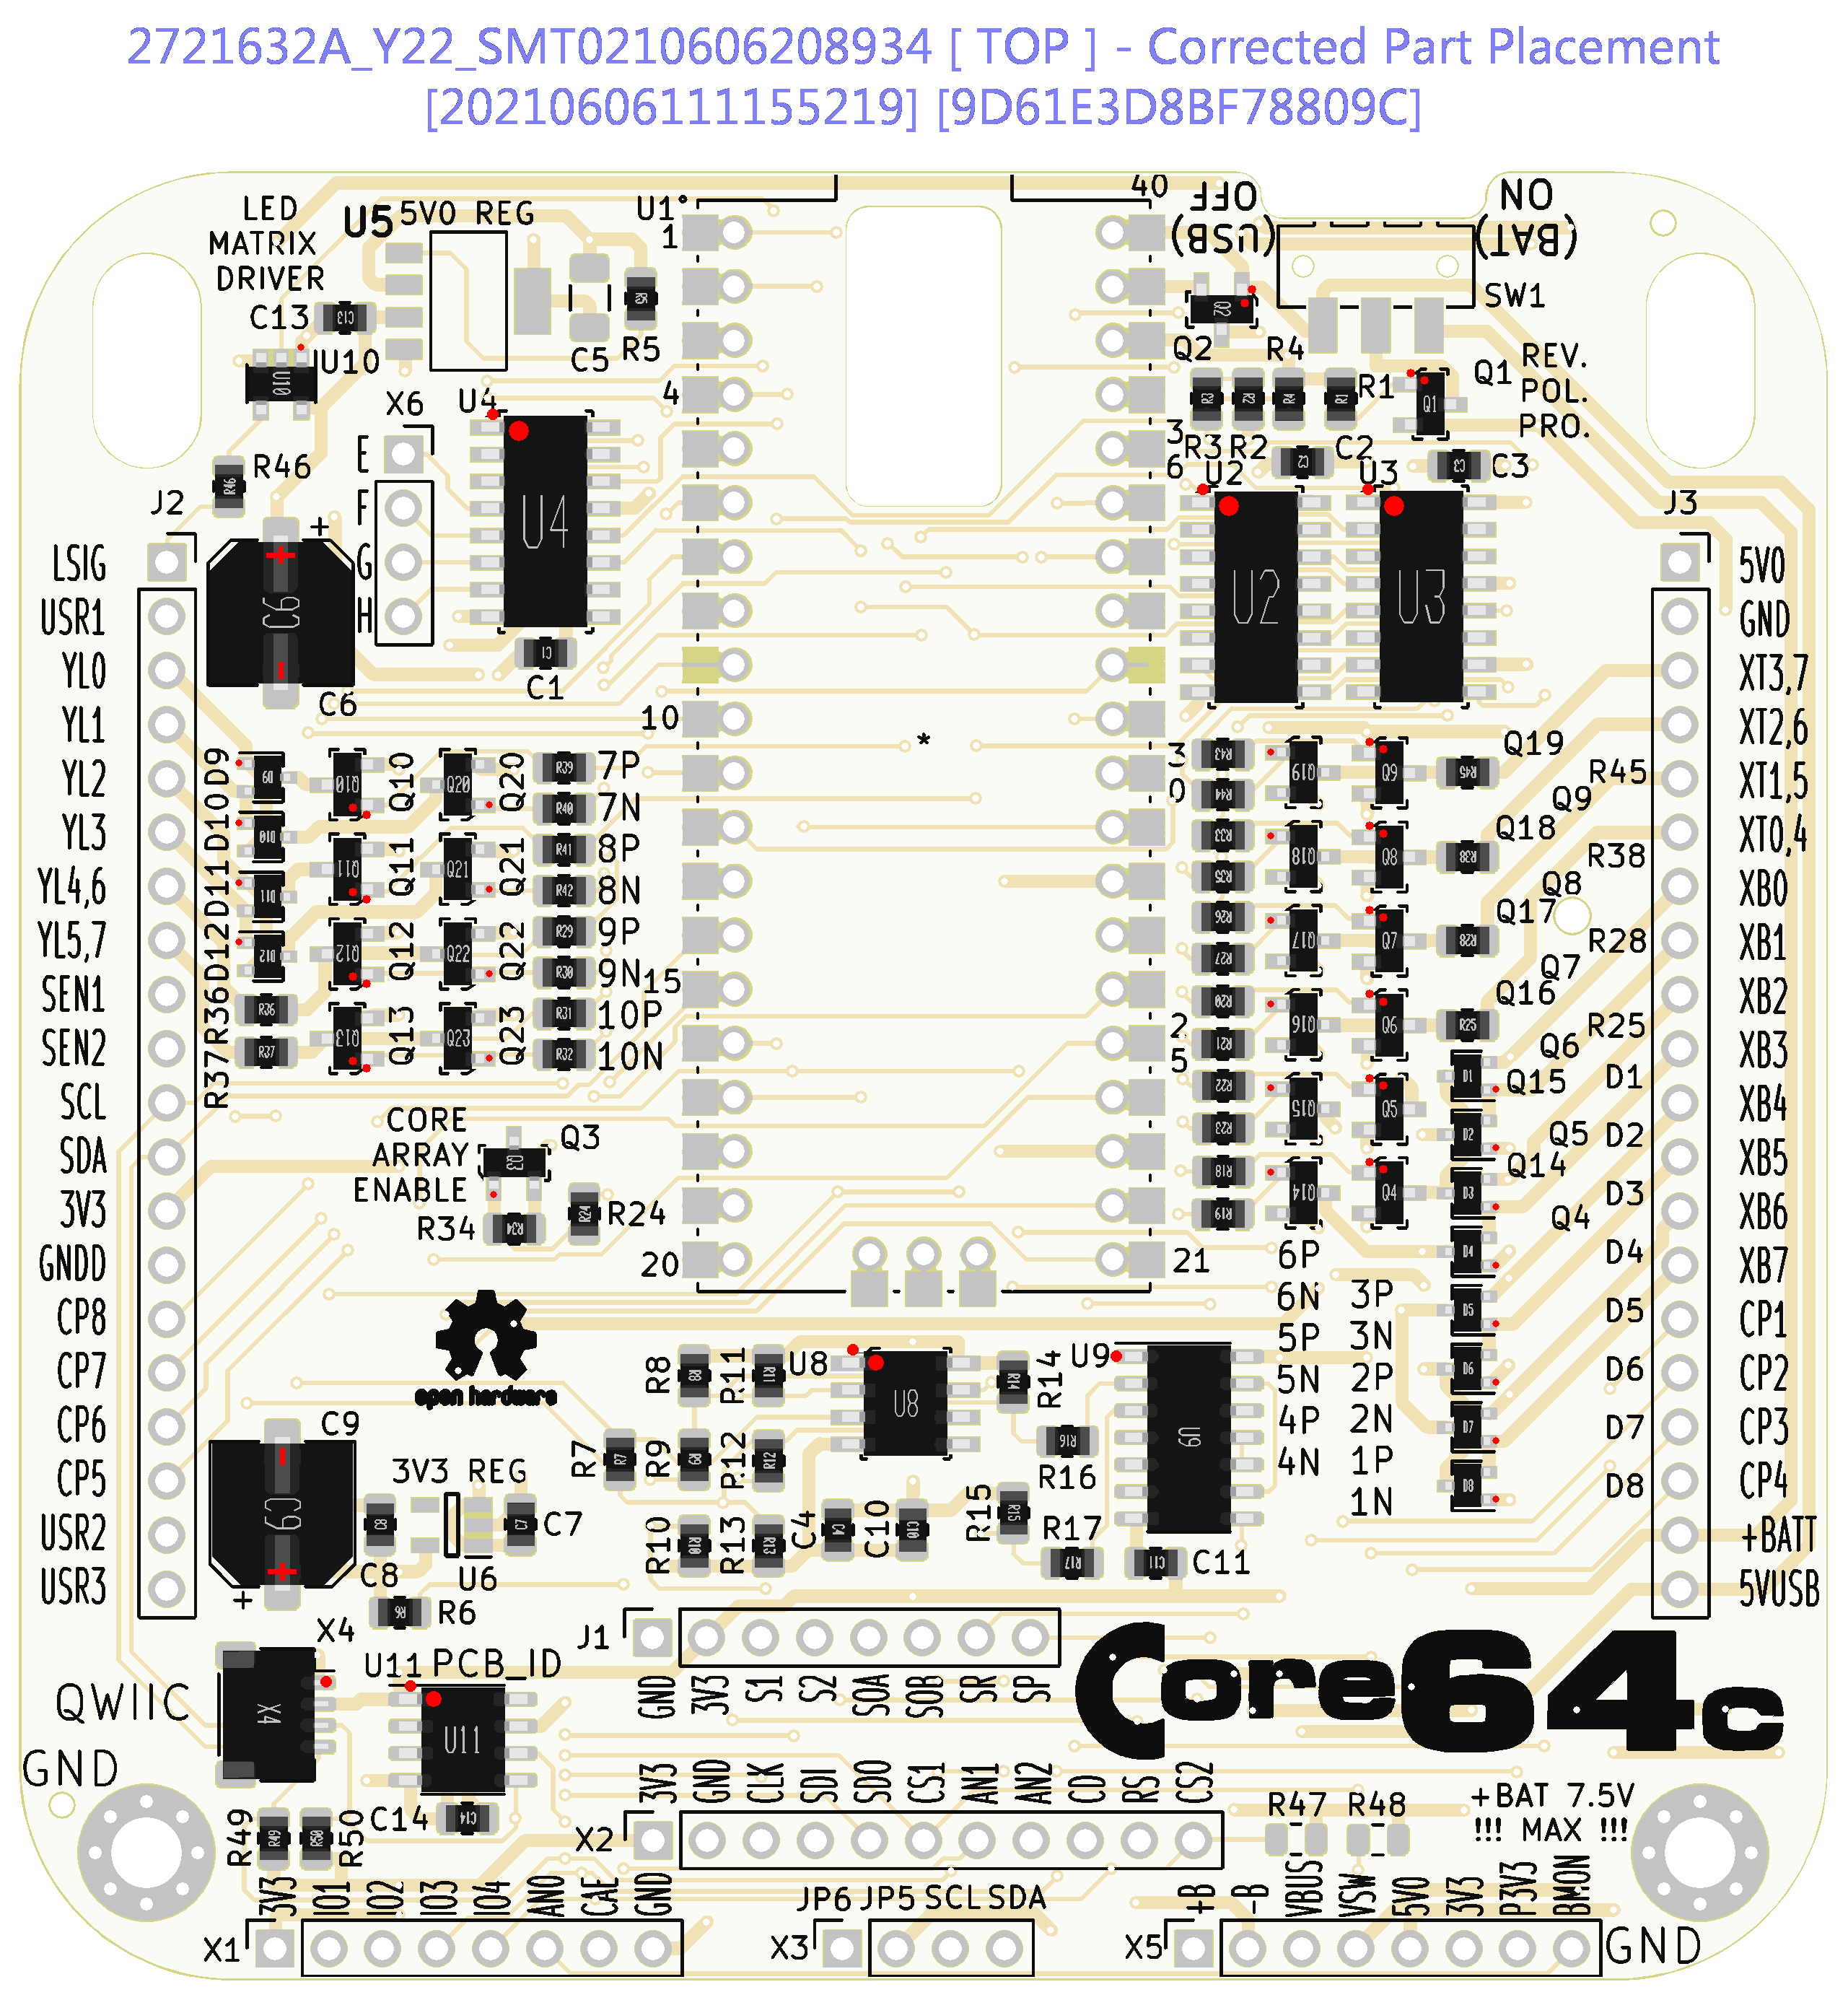 2721632A_Y22_SMT0210606208934 [ TOP ] - Corrected Part Placement
[20210606111155219] [9D61E3D8BF78809C]
LED
MATRIX
DRIVER
U5 5V0 REG
U1
1
40
OFF
(USB)
ON
(BAT)
SW1
C13
U10
C5
R5
Q2
R4
R1
Q1
REV.
POL.
PRO.
X6
U4
4
3
6
R3
R2
C2
C3
U2
U3
R46
J2
J3
E
F
G
H
+
C6
C1
LSIG
USR1
YL0
YL1
YL2
YL3
YL4,6
YL5,7
SEN1
SEN2
SCL
SDA
3V3
GNDD
CP8
CP7
CP6
CP5
USR2
USR3
5V0
GND
XT3,7
XT2,6
XT1,5
XT0,4
XB0
XB1
XB2
XB3
XB4
XB5
XB6
XB7
CP1
CP2
CP3
CP4
+BATT
5VUSB
10
*
D9
D10
D11
D12
R36
R37
Q10
Q11
Q12
Q13
Q20
Q21
Q22
Q23
7P
7N
8P
8N
9P
9N
10P
10N
15
3
0
2
5
Q19
R45
Q9
Q18
R38
Q8
Q17
R28
Q7
Q16
R25
Q6
Q15
D1
Q5
D2
Q14
D3
Q4
D4
D5
D6
D7
D8
CORE
ARRAY
ENABLE
Q3
R34
R24
20
21
6P
6N
5P
5N
4P
4N
3P
3N
2P
2N
1P
1N
open hardware
R8
R11
U8
R14
U9
C9
3V3 REG
R7
R9
R12
R16
R10
R13
C4
C10
R15
R17
C11
C7
C8
U6
+
R6
X4
U11 PCB_ID
QWIIC
GND
J1
GND
3V3
S1
S2
SOA
SOB
SR
SP
Core64c
3V3
GND
CLK
SDI
SDO
CS1
AN1
AN2
CD
RS
CS2
X2
R49
R50
C14
R47
R48
+BAT 7.5V
!!! MAX !!!
3V3
IO1
IO2
IO3
IO4
AN0
CAE
GND
X1
JP6 JP5 SCL SDA
X3
+B
-B
VBUS
VSW
5V0
3V3
P3V3
BMON
X5
GND